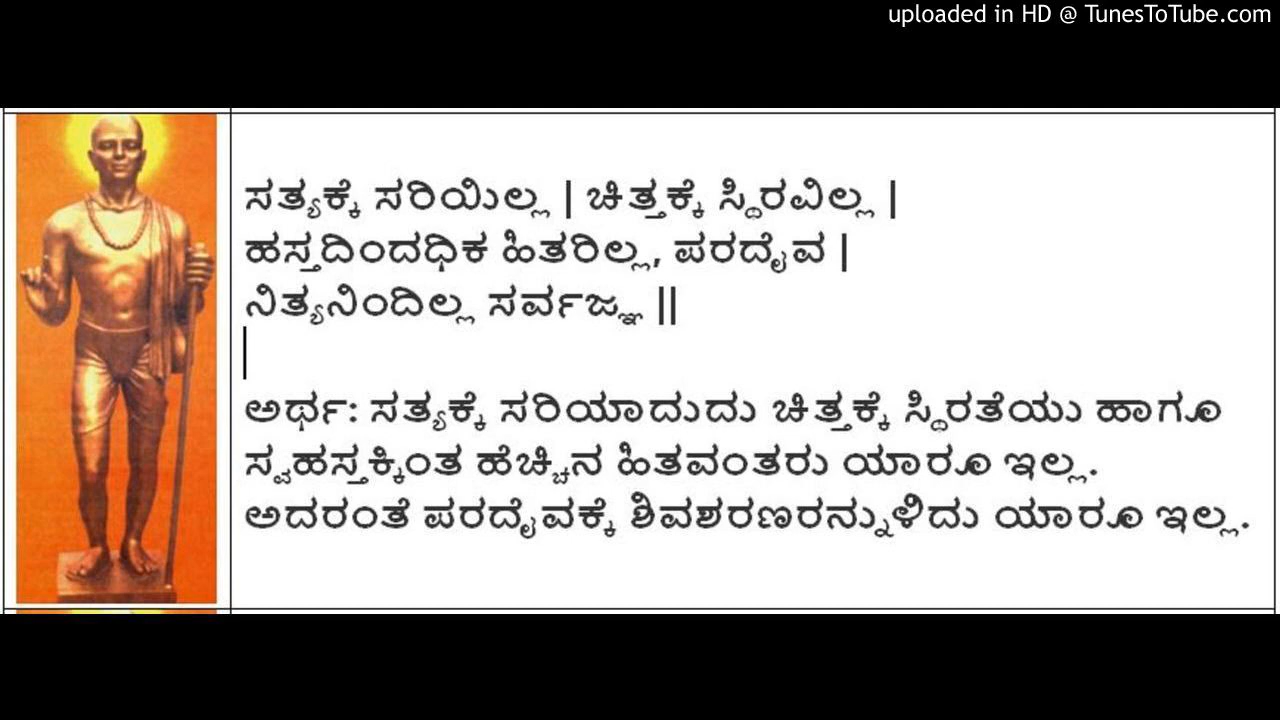 uploaded in HD @ TunesToTube.com
ಸತ್ಯಕ್ಕೆ ಸರಿಯಿಲ್ಲ | ಚಿತ್ತಕ್ಕೆ ಸ್ಥಿರವಿಲ್ಲ |
ಹಸ್ತದಿಂದಧಿಕ ಹಿತರಿಲ್ಲ, ಪರದೈವ |
ನಿತ್ಯನಿಂದಿಲ್ಲ ಸರ್ವಜ್ಞ ||
ಅರ್ಥ: ಸತ್ಯಕ್ಕೆ ಸರಿಯಾದುದು ಚಿತ್ತಕ್ಕೆ ಸ್ಥಿರತೆಯು ಹಾಗೂ
ಸ್ವಹಸ್ತಕ್ಕಿಂತ ಹೆಚ್ಚಿನ ಹಿತವಂತರು ಯಾರೂ ಇಲ್ಲ.
ಅದರಂತೆ ಪರದೈವಕ್ಕೆ ಶಿವಶರಣರನ್ನುಳಿದು ಯಾರೂ ಇಲ್ಲ.